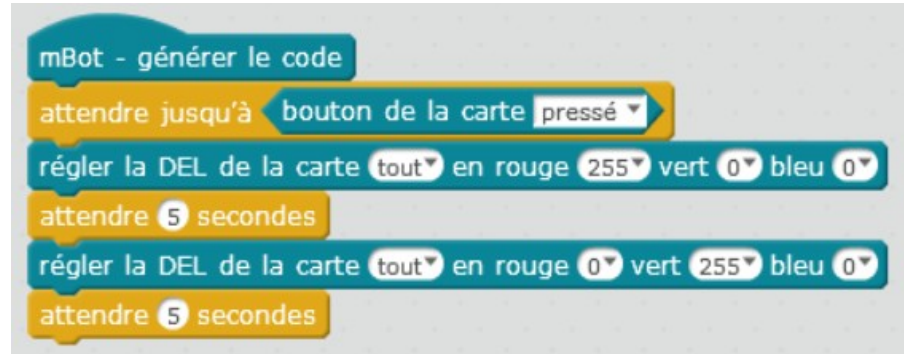 mBot - générer le code
attendre jusqu'à bouton de la carte pressé
régler la DEL de la carte tout en rouge 255 vert 0 bleu 0
attendre 5 secondes
régler la DEL de la carte tout en rouge 0 vert 255 bleu 0
attendre 5 secondes